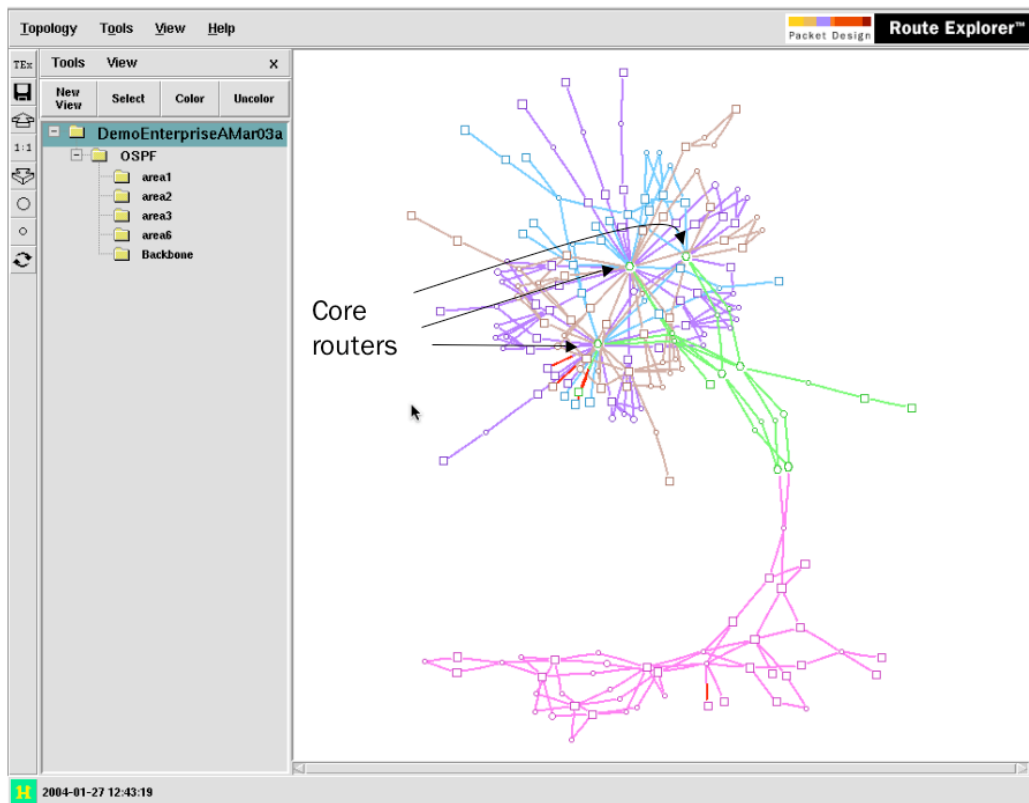 Topology Tools View Help
Packet Design
Route Explorer™
TEx
Tools View x
New View Select Color Uncolor
DemoEnterpriseAMar03a
OSPF
1:1
area1
area2
area3
area6
Backbone
Core
routers
H
2004-01-27 12:43:19